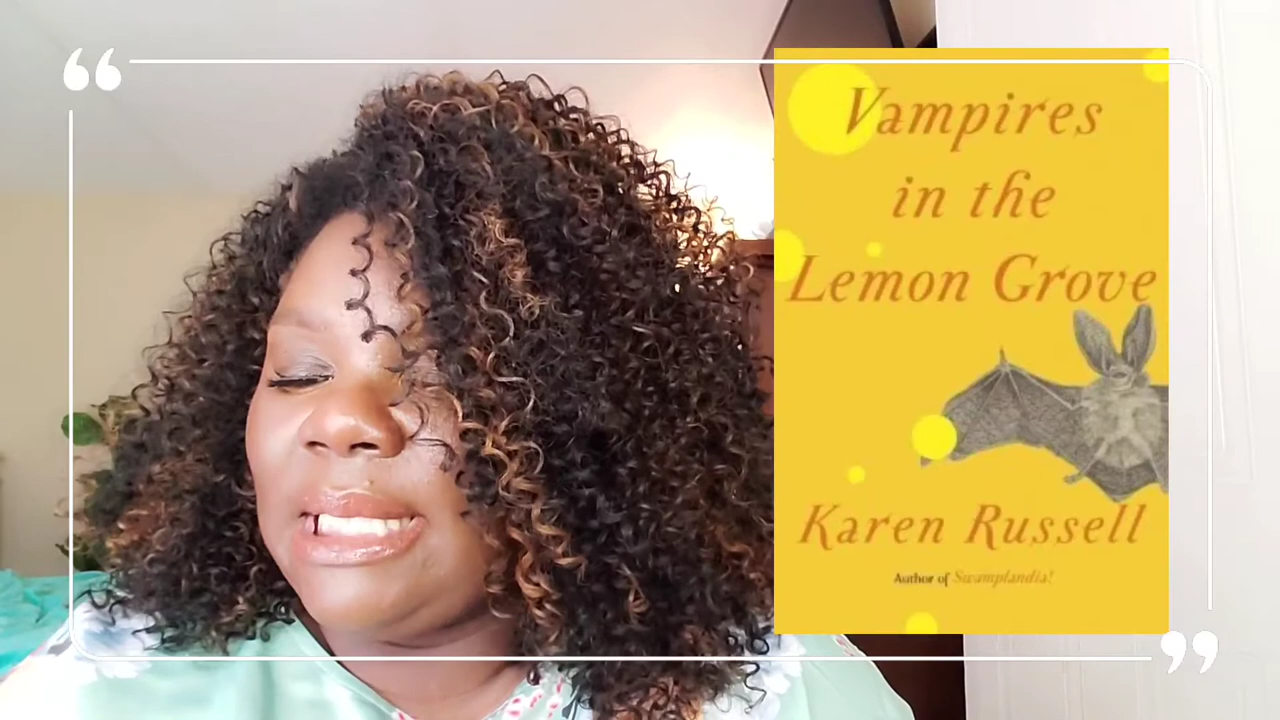 Vampires
in the
Lemon Grove
Karen Russell
Author of Swamplandia!